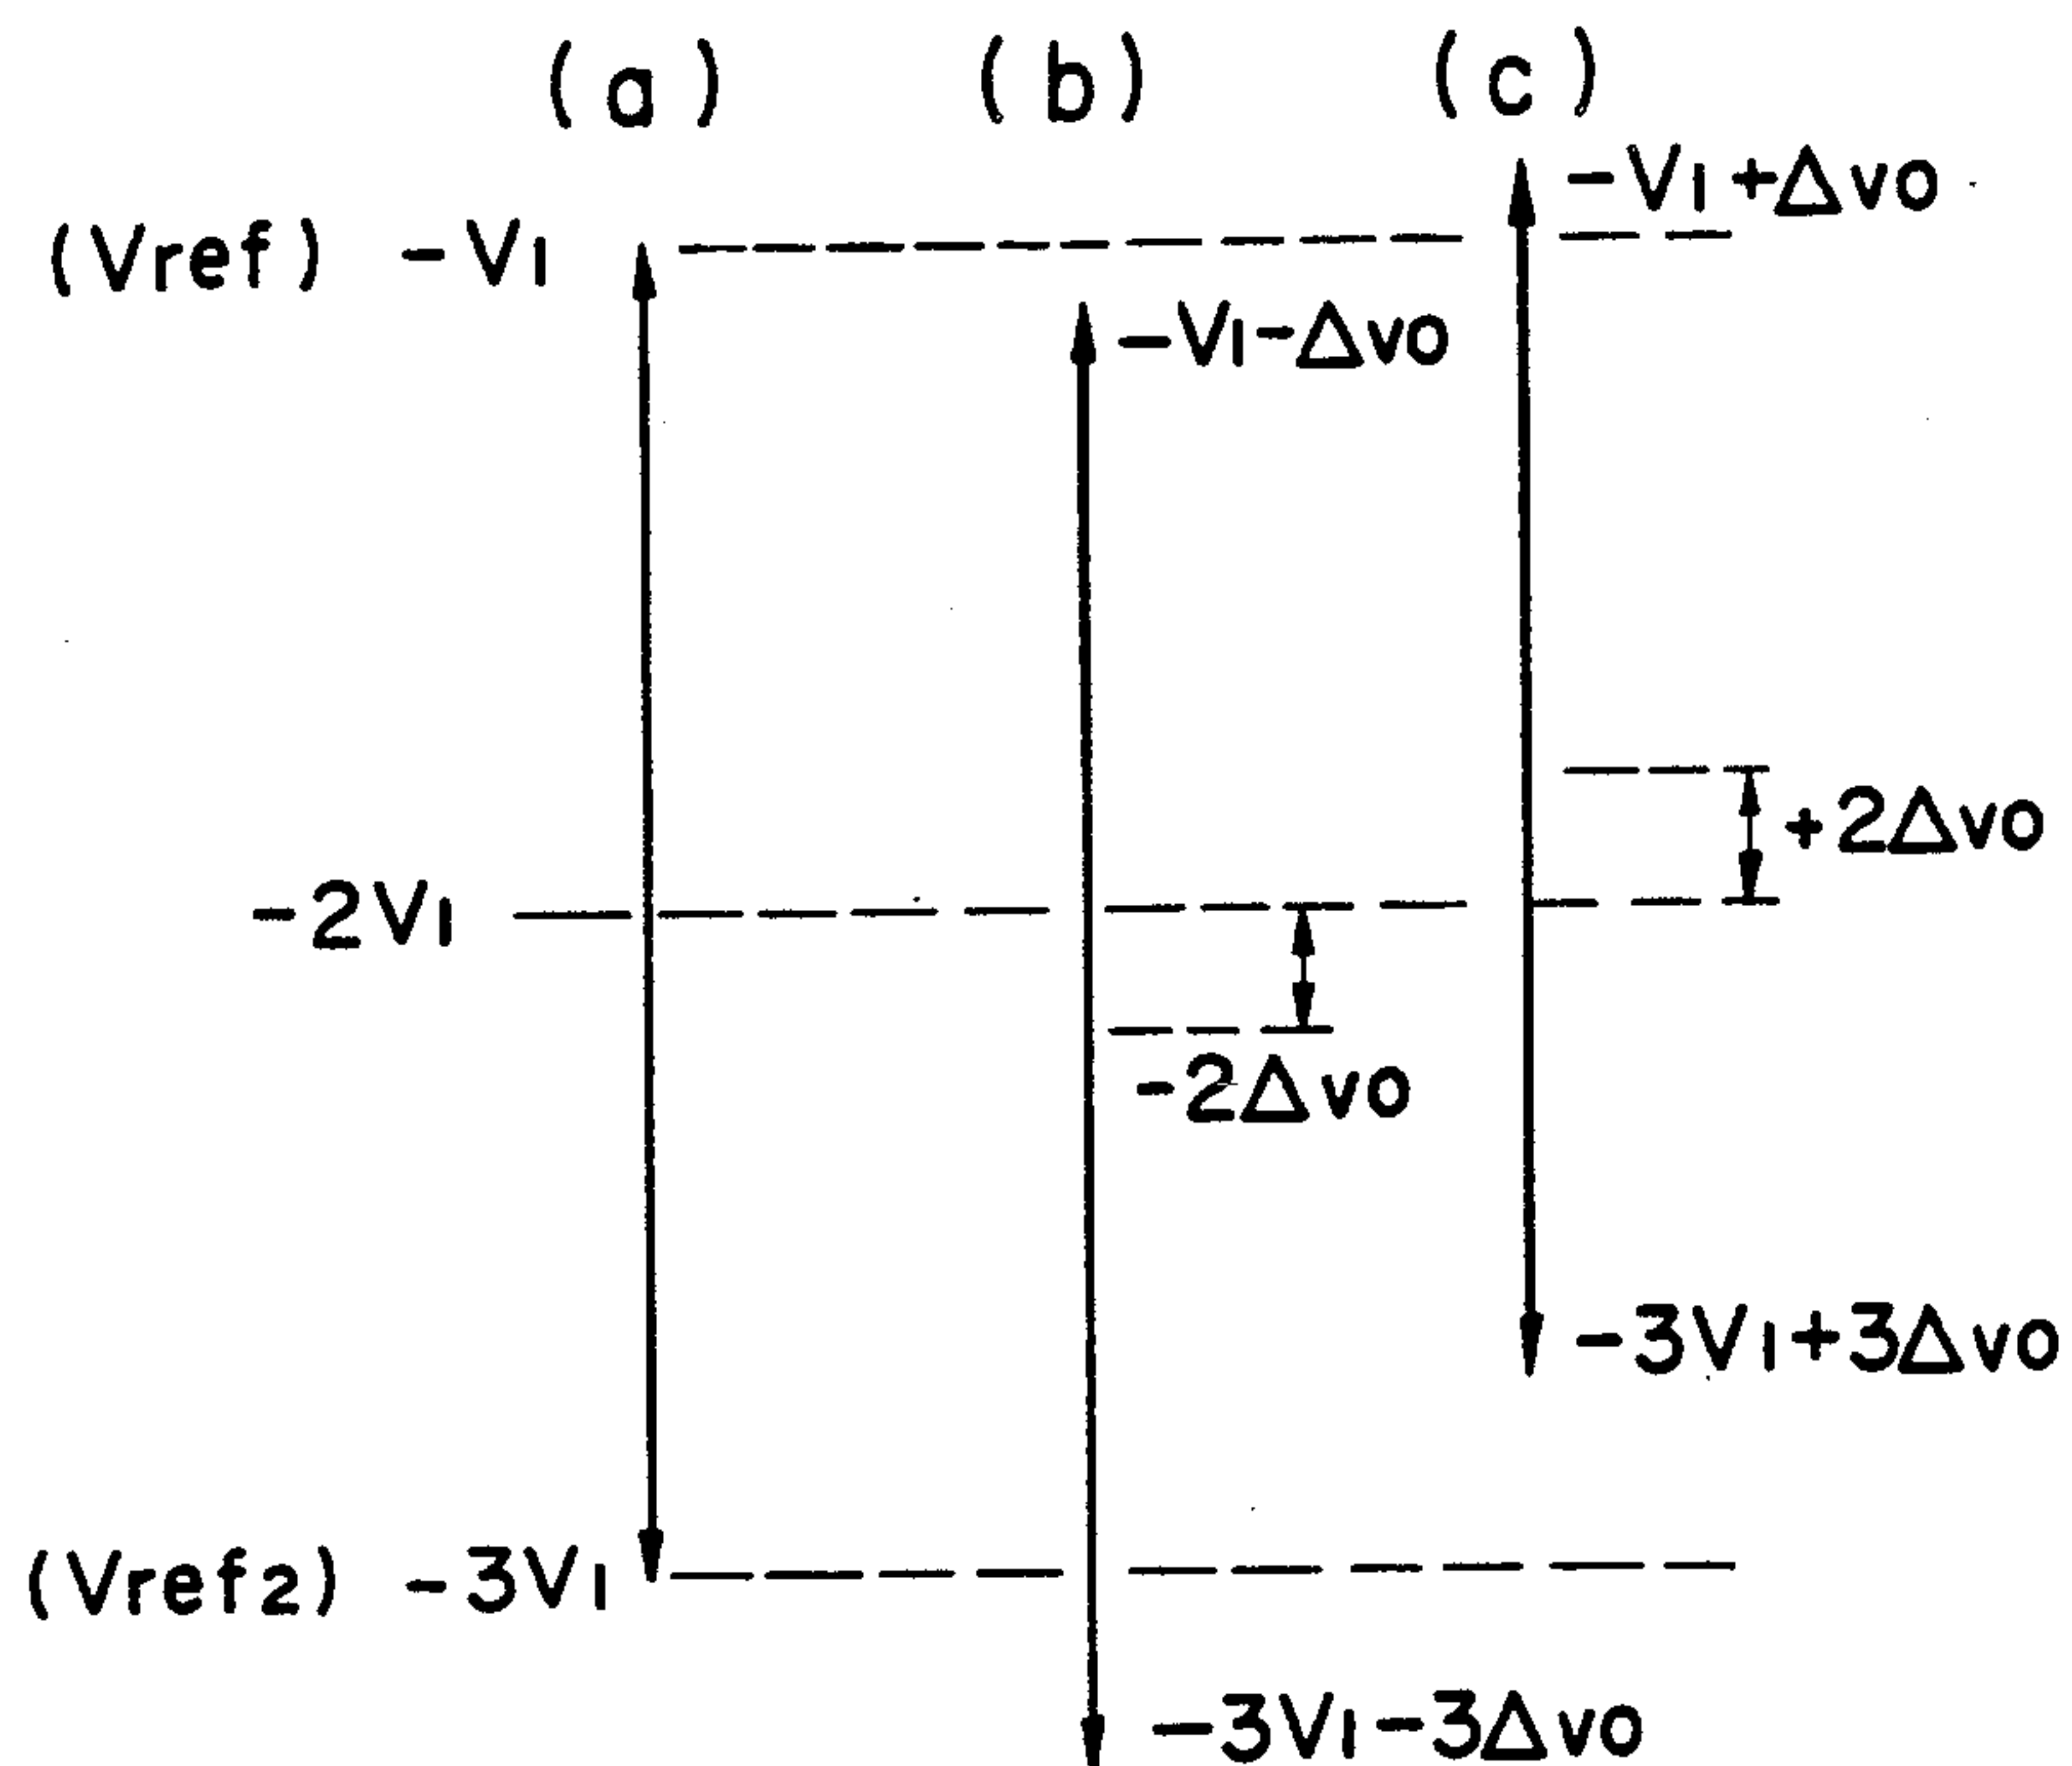 (a) (b) (c)
-V1+Δvo
(Vref) -V1
-V1-Δvo
+2Δvo
-2V1
-2Δvo
-3V1+3Δvo
(Vref2) -3V1
-3V1-3Δvo